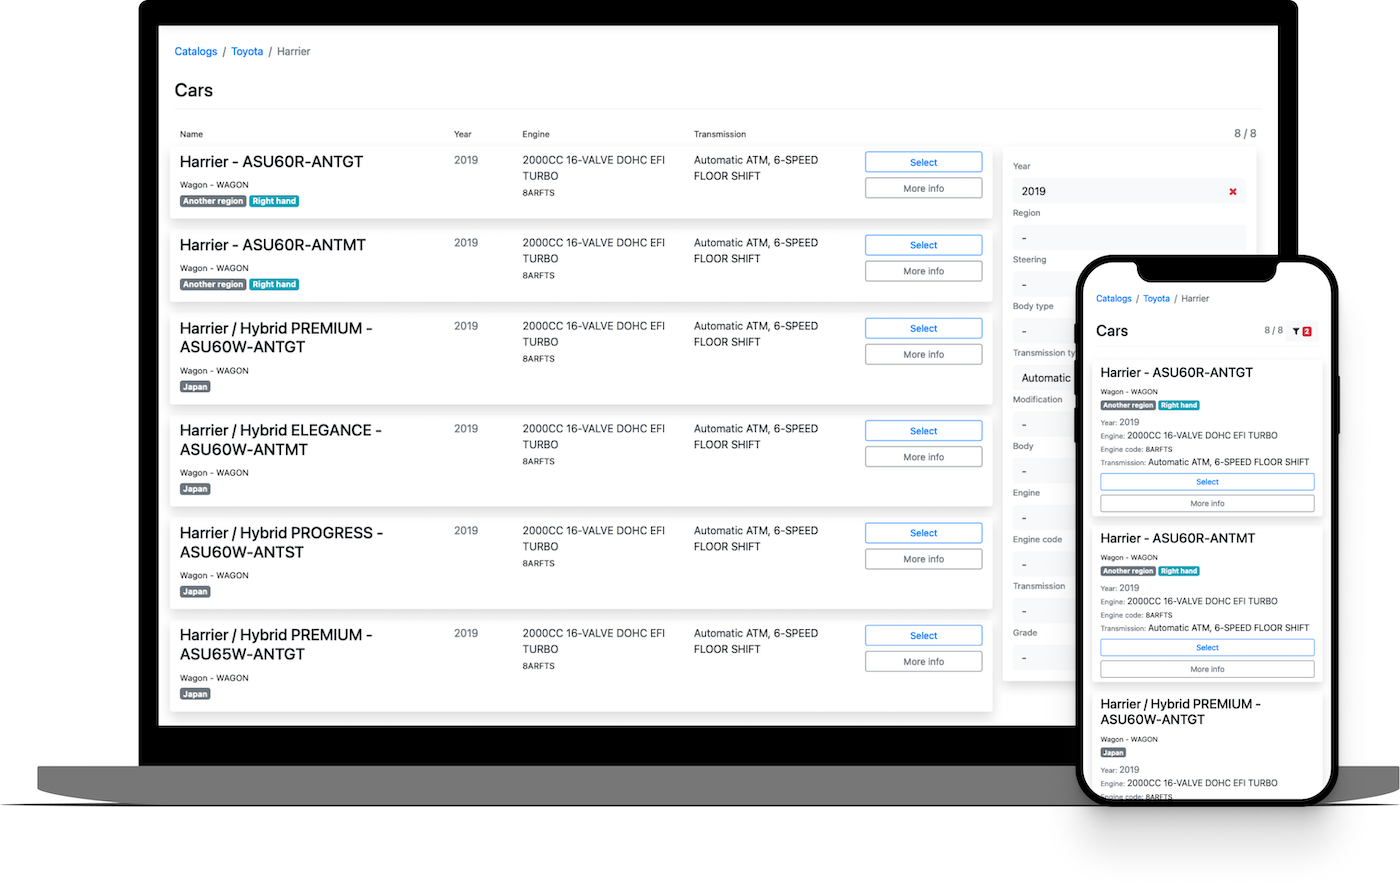 Catalogs / Toyota / Harrier
Cars
Name Year Engine Transmission 8 / 8
Harrier - ASU60R-ANTGT
Wagon - WAGON
Another region Right hand
2019
2000CC 16-VALVE DOHC EFI
TURBO
8ARFTS
Automatic ATM, 6-SPEED
FLOOR SHIFT
Select
More info
Harrier - ASU60R-ANTMT
Wagon - WAGON
Another region Right hand
2019
2000CC 16-VALVE DOHC EFI
TURBO
8ARFTS
Automatic ATM, 6-SPEED
FLOOR SHIFT
Select
More info
Harrier / Hybrid PREMIUM -
ASU60W-ANTGT
Wagon - WAGON
Japan
2019
2000CC 16-VALVE DOHC EFI
TURBO
8ARFTS
Automatic ATM, 6-SPEED
FLOOR SHIFT
Select
More info
Harrier / Hybrid ELEGANCE -
ASU60W-ANTMT
Wagon - WAGON
Japan
2019
2000CC 16-VALVE DOHC EFI
TURBO
8ARFTS
Automatic ATM, 6-SPEED
FLOOR SHIFT
Select
More info
Harrier / Hybrid PROGRESS -
ASU60W-ANTST
Wagon - WAGON
Japan
2019
2000CC 16-VALVE DOHC EFI
TURBO
8ARFTS
Automatic ATM, 6-SPEED
FLOOR SHIFT
Select
More info
Harrier / Hybrid PREMIUM -
ASU65W-ANTGT
Wagon - WAGON
Japan
2019
2000CC 16-VALVE DOHC EFI
TURBO
8ARFTS
Automatic ATM, 6-SPEED
FLOOR SHIFT
Select
More info
Year
2019
Region
-
Steering
-
Body type
-
Transmission ty
Automatic
Modification
-
Body
-
Engine
-
Engine code
-
Transmission
-
Grade
-
Catalogs / Toyota / Harrier
Cars 8 / 8 2
Harrier - ASU60R-ANTGT
Wagon - WAGON
Another region Right hand
Year: 2019
Engine: 2000CC 16-VALVE DOHC EFI TURBO
Engine code: 8ARFTS
Transmission: Automatic ATM, 6-SPEED FLOOR SHIFT
Select
More info
Harrier - ASU60R-ANTMT
Wagon - WAGON
Another region Right hand
Year: 2019
Engine: 2000CC 16-VALVE DOHC EFI TURBO
Engine code: 8ARFTS
Transmission: Automatic ATM, 6-SPEED FLOOR SHIFT
Select
More info
Harrier / Hybrid PREMIUM -
ASU60W-ANTGT
Wagon - WAGON
Japan
Year: 2019
Engine: 2000CC 16-VALVE DOHC EFI TURBO
Engine code: 8ARFTS